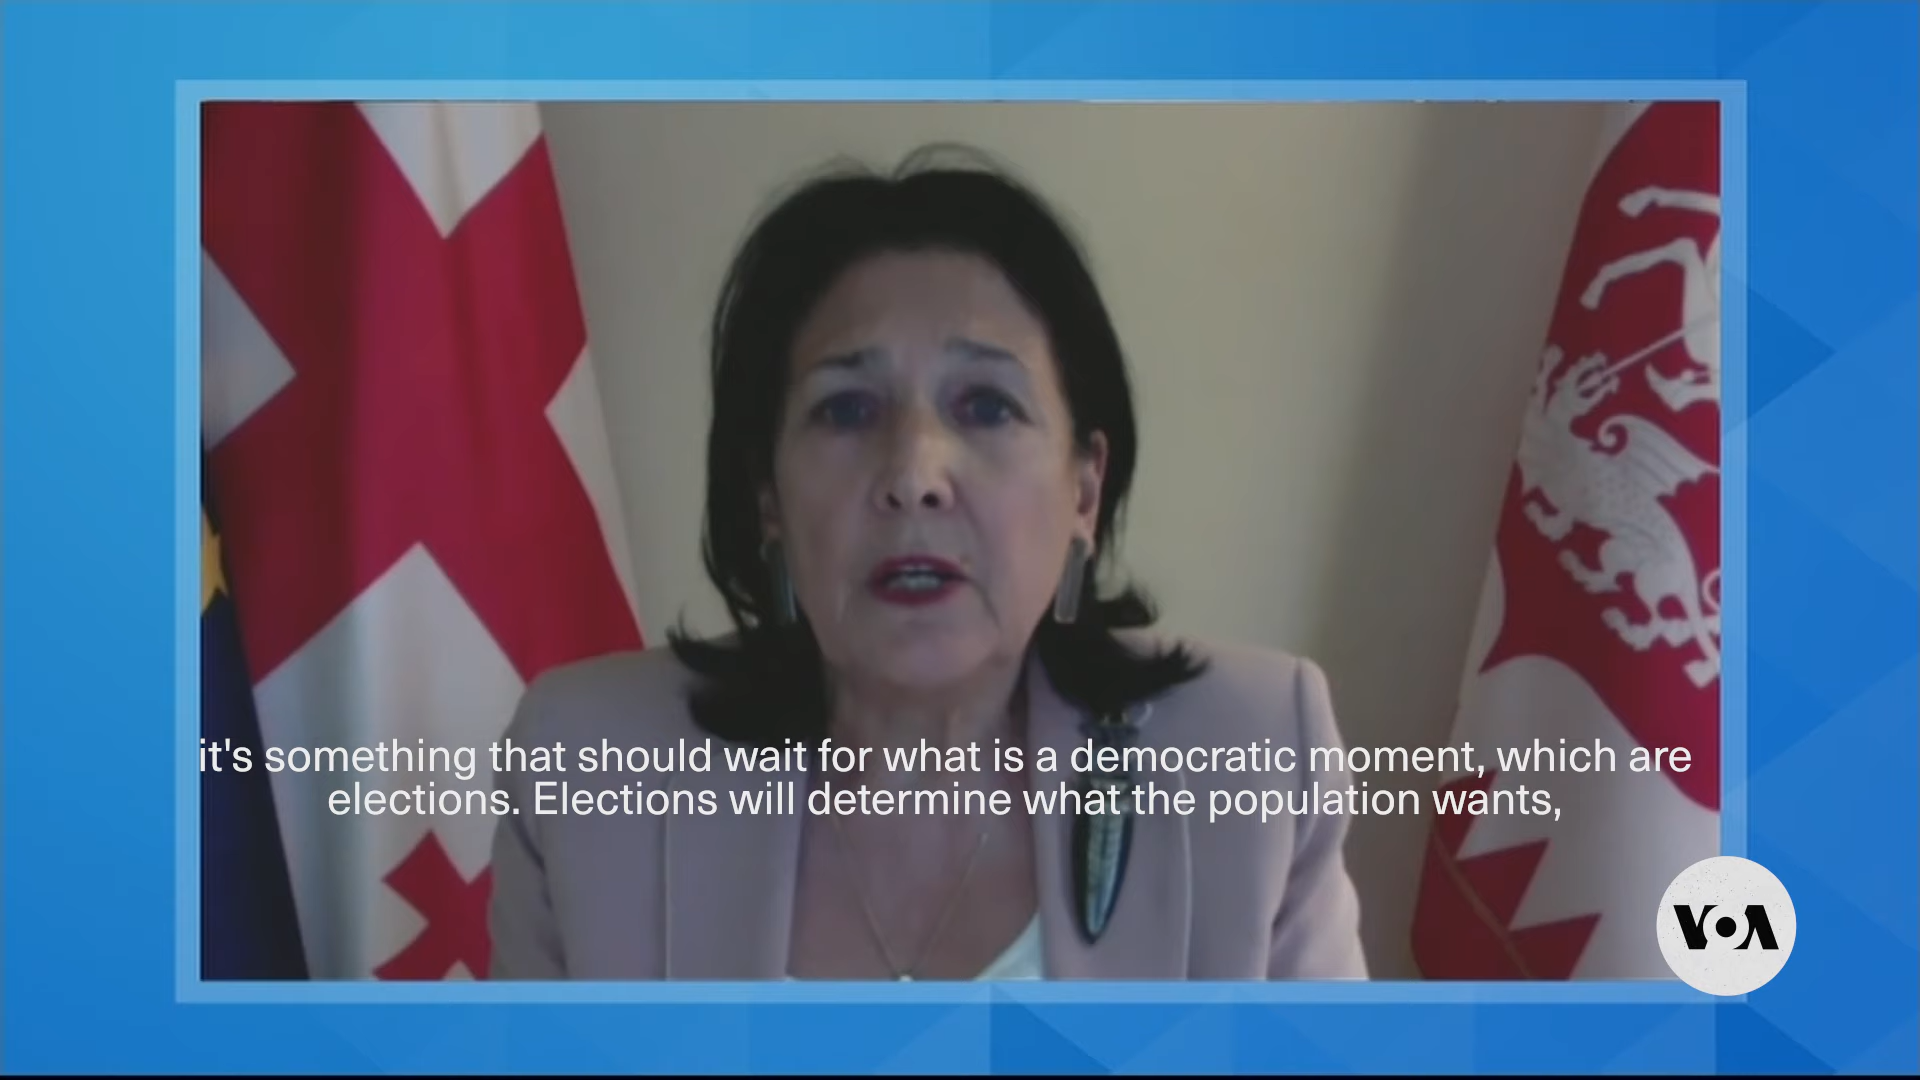 it's something that should wait for what is a democratic moment, which are
elections. Elections will determine what the population wants,
VOA